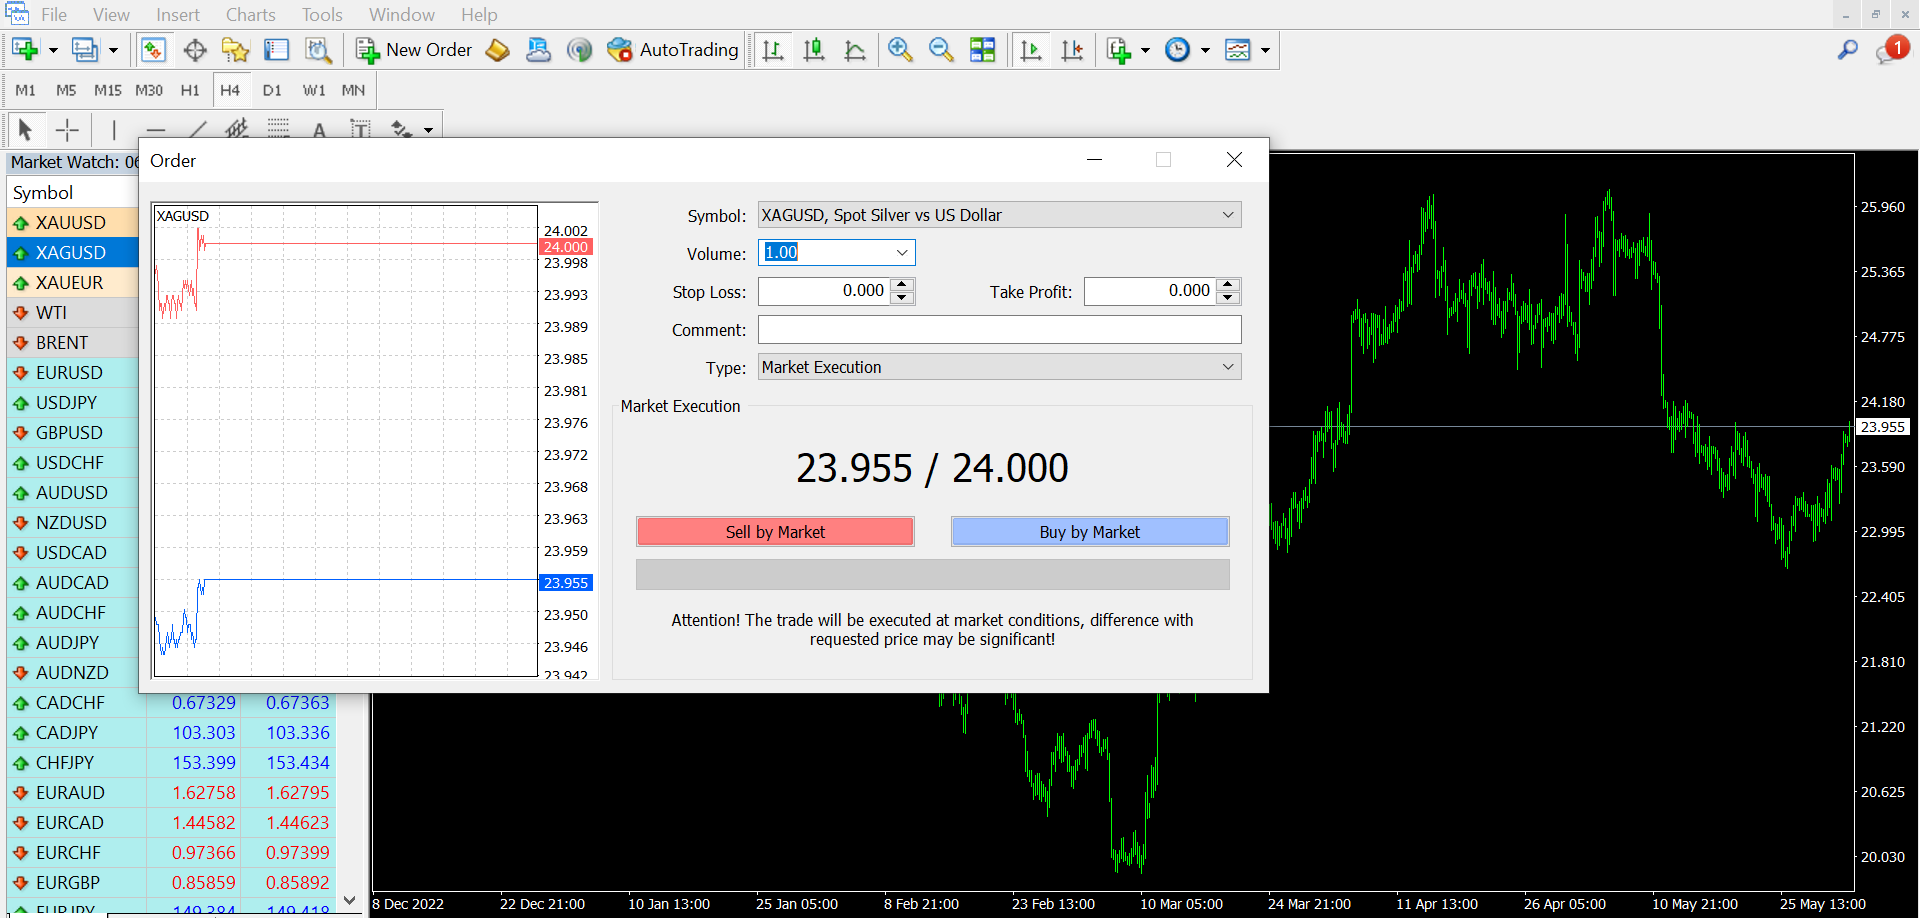 File View Insert Charts Tools Window Help
New Order AutoTrading
1
M1 M5 M15 M30 H1 H4 D1 W1 MN
A T
Market Watch: 06
Symbol
XAUUSD
XAGUSD
XAUEUR
WTI
BRENT
EURUSD
USDJPY
GBPUSD
USDCHF
AUDUSD
NZDUSD
USDCAD
AUDCAD
AUDCHF
AUDJPY
AUDNZD
CADCHF 0.67329 0.67363
CADJPY 103.303 103.336
CHFJPY 153.399 153.434
EURAUD 1.62758 1.62795
EURCAD 1.44582 1.44623
EURCHF 0.97366 0.97399
EURGBP 0.85859 0.85892
EURJPY 149.384 149.418
Order
XAGUSD
24.002
24.000
23.998
23.993
23.989
23.985
23.981
23.976
23.972
23.968
23.963
23.959
23.955
23.950
23.946
23.942
Symbol: XAGUSD, Spot Silver vs US Dollar
Volume: 1.00
Stop Loss: 0.000 Take Profit: 0.000
Comment:
Type: Market Execution
Market Execution
23.955 / 24.000
Sell by Market Buy by Market
Attention! The trade will be executed at market conditions, difference with
requested price may be significant!
25.960
25.365
24.775
24.180
23.955
23.590
22.995
22.405
21.810
21.220
20.625
20.030
8 Dec 2022 22 Dec 21:00 10 Jan 13:00 25 Jan 05:00 8 Feb 21:00 23 Feb 13:00 10 Mar 05:00 24 Mar 21:00 11 Apr 13:00 26 Apr 05:00 10 May 21:00 25 May 13:00